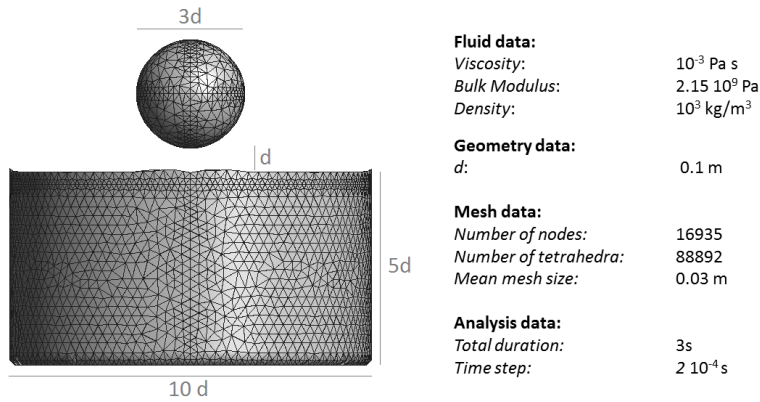 3d
d
5d
10 d
Fluid data:
Viscosity: 10⁻³ Pa s
Bulk Modulus: 2.15 10⁹ Pa
Density: 10³ kg/m³
Geometry data:
d: 0.1 m
Mesh data:
Number of nodes: 16935
Number of tetrahedra: 88892
Mean mesh size: 0.03 m
Analysis data:
Total duration: 3s
Time step: 2 10⁻⁴ s